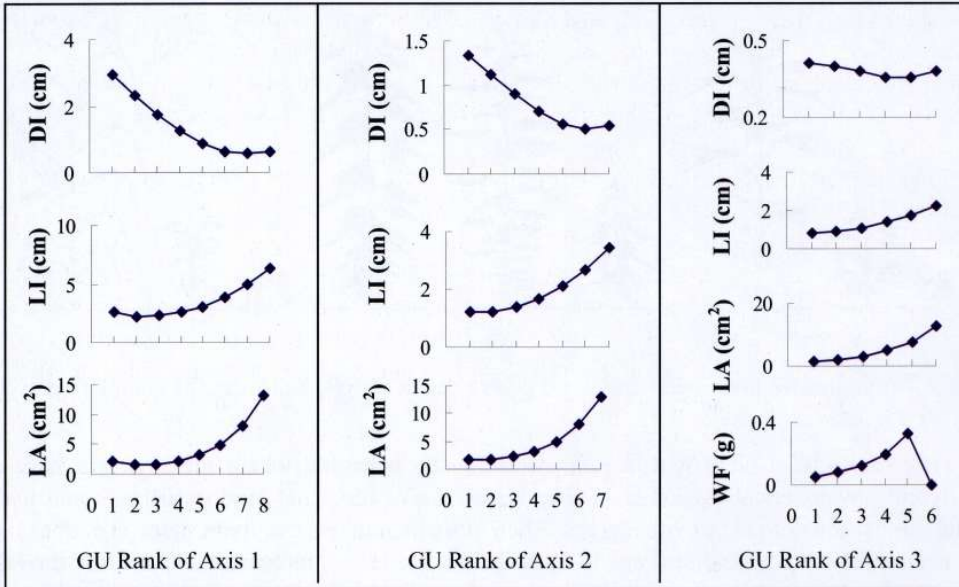 4
2
0
DI (cm)
10
5
0
LI (cm)
15
10
5
0
LA (cm²)
0 1 2 3 4 5 6 7 8
GU Rank of Axis 1
1.5
1
0.5
0
DI (cm)
4
2
0
LI (cm)
15
10
5
0
LA (cm²)
0 1 2 3 4 5 6 7
GU Rank of Axis 2
0.5
0.2
DI (cm)
4
2
0
LI (cm)
20
0
LA (cm²)
0.4
0
WF (g)
0 1 2 3 4 5 6
GU Rank of Axis 3